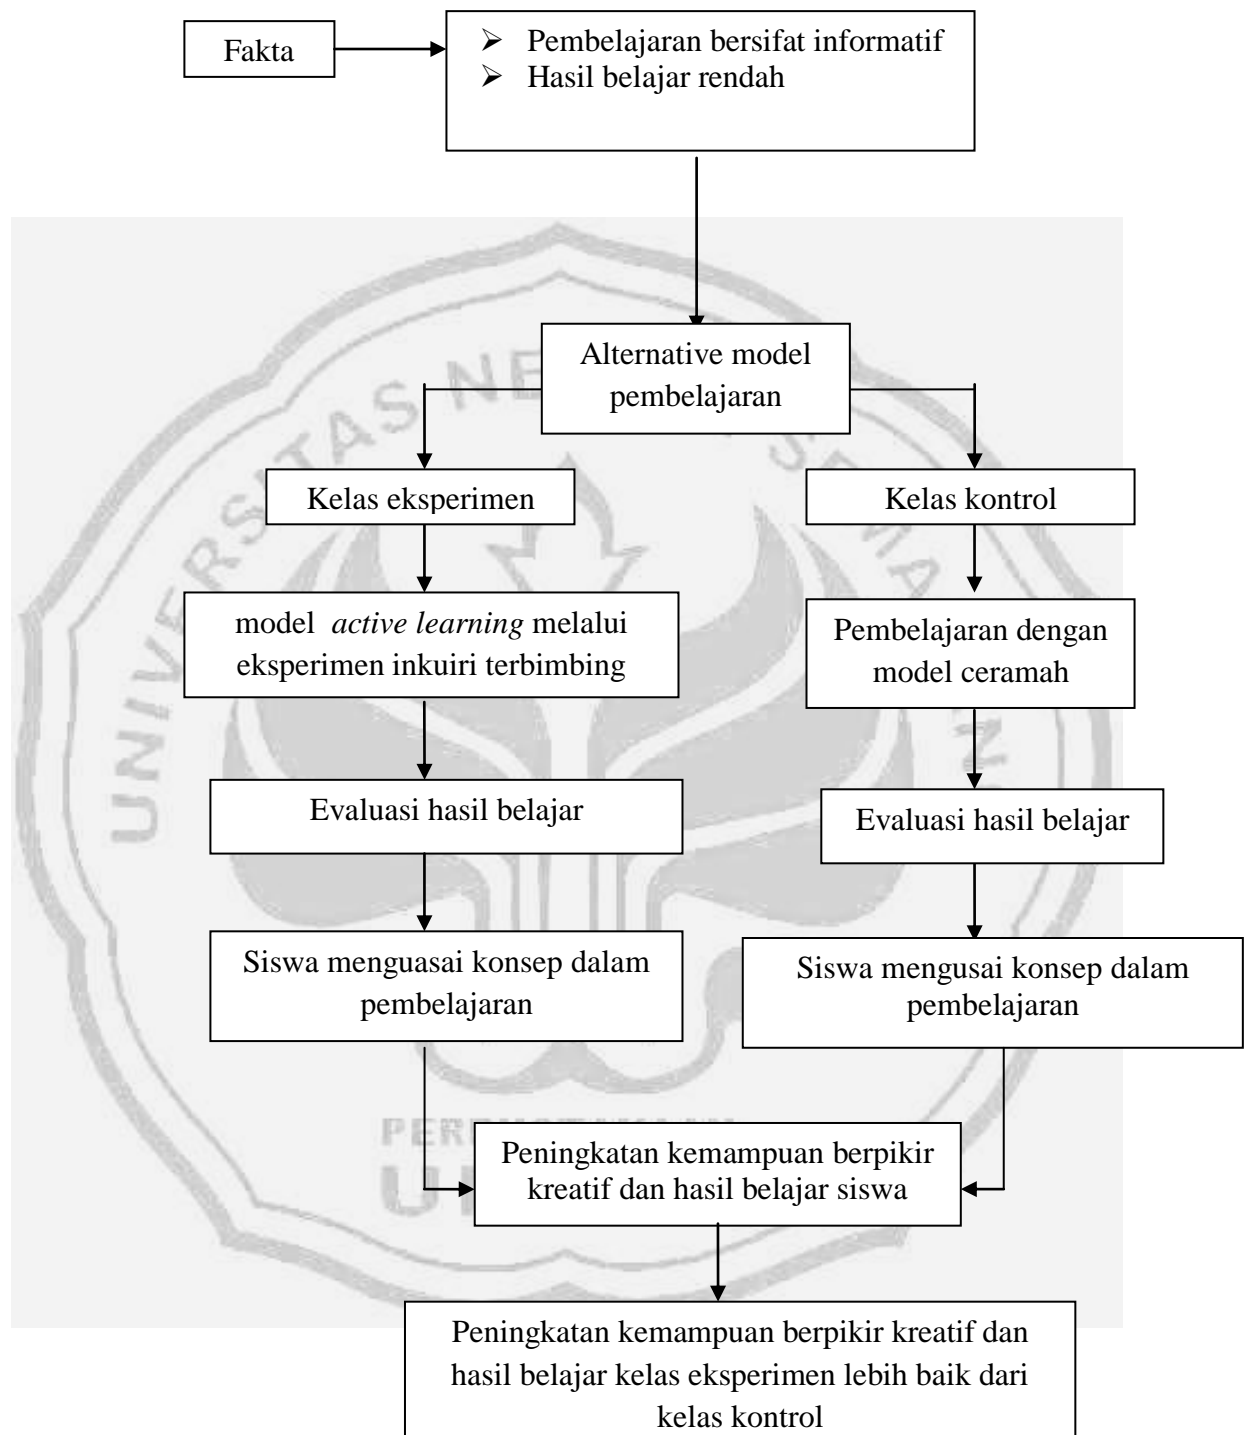 Fakta
➢ Pembelajaran bersifat informatif
➢ Hasil belajar rendah
Alternative model
pembelajaran
Kelas eksperimen
Kelas kontrol
model active learning melalui
eksperimen inkuiri terbimbing
Pembelajaran dengan
model ceramah
Evaluasi hasil belajar
Evaluasi hasil belajar
Siswa menguasai konsep dalam
pembelajaran
Siswa mengusai konsep dalam
pembelajaran
Peningkatan kemampuan berpikir
kreatif dan hasil belajar siswa
Peningkatan kemampuan berpikir kreatif dan
hasil belajar kelas eksperimen lebih baik dari
kelas kontrol
UNIVERSITAS